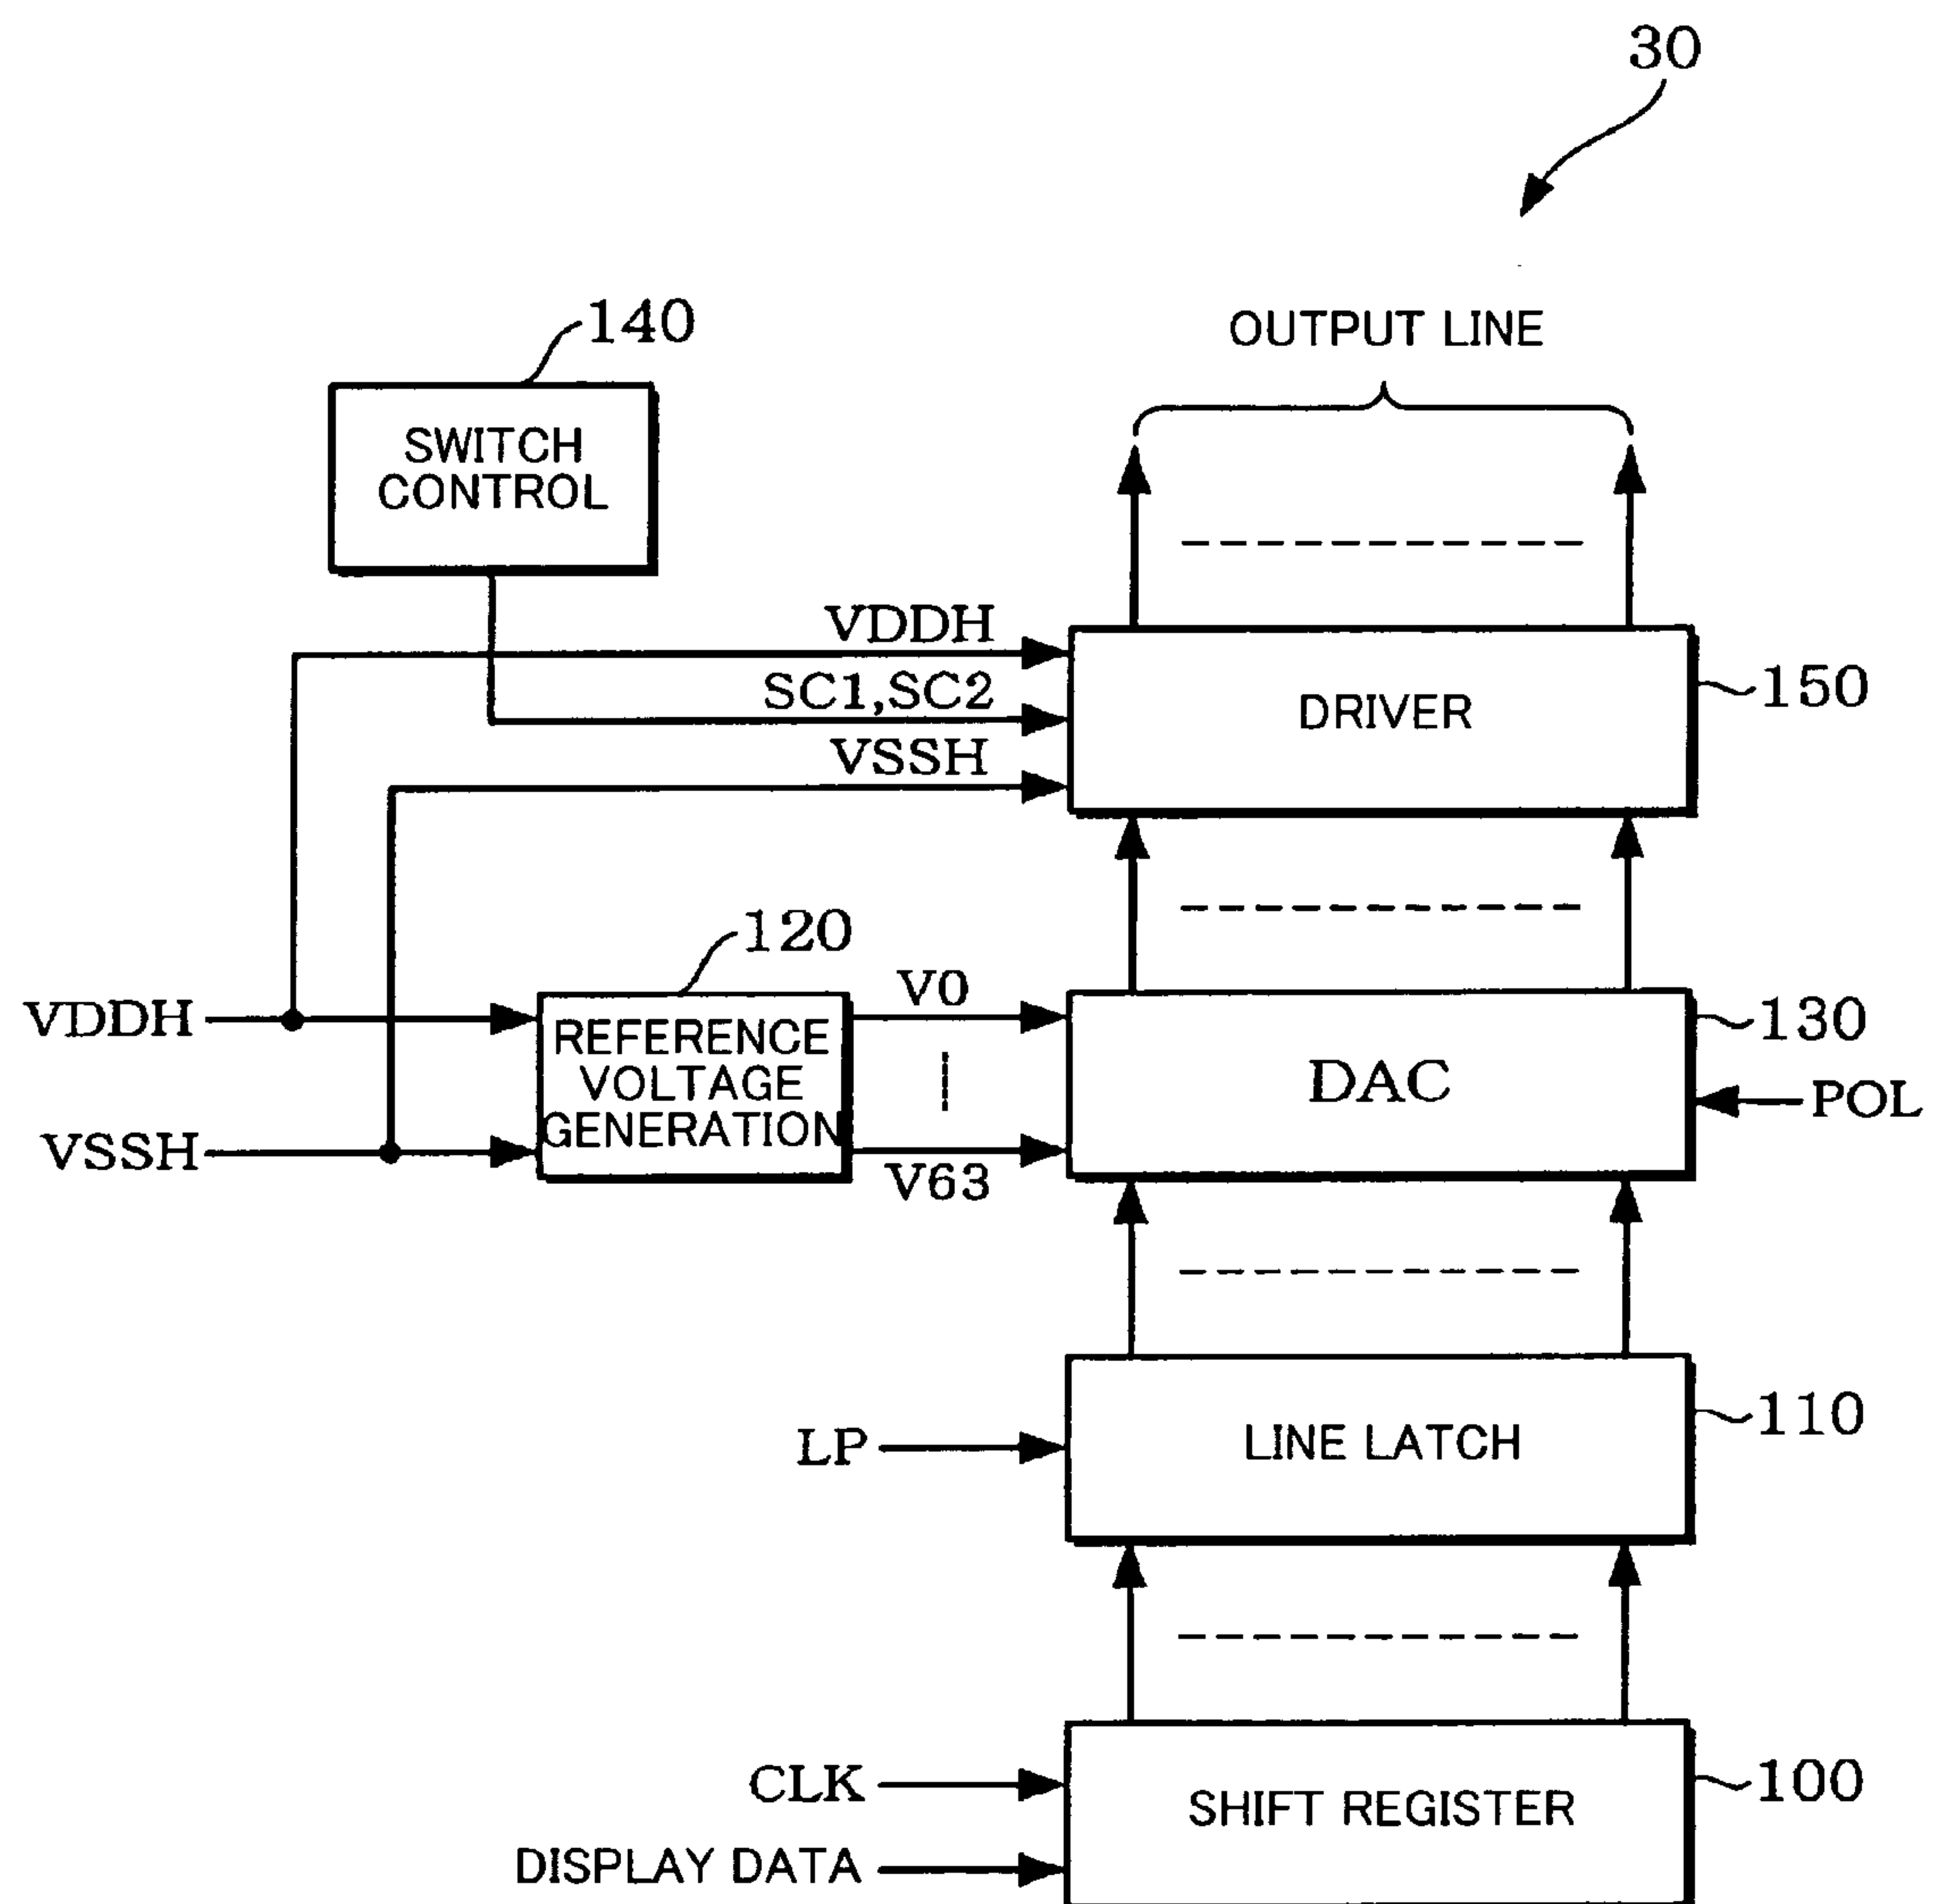 30
140
OUTPUT LINE
SWITCH
CONTROL
VDDH
SC1,SC2
VSSH
DRIVER
150
120
VDDH
VSSH
REFERENCE
VOLTAGE
GENERATION
V0
V63
DAC
130
POL
LP
LINE LATCH
110
CLK
DISPLAY DATA
SHIFT REGISTER
100